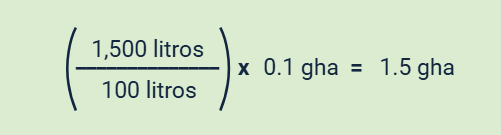 1,500 litros
100 litros
x 0.1 gha = 1.5 gha